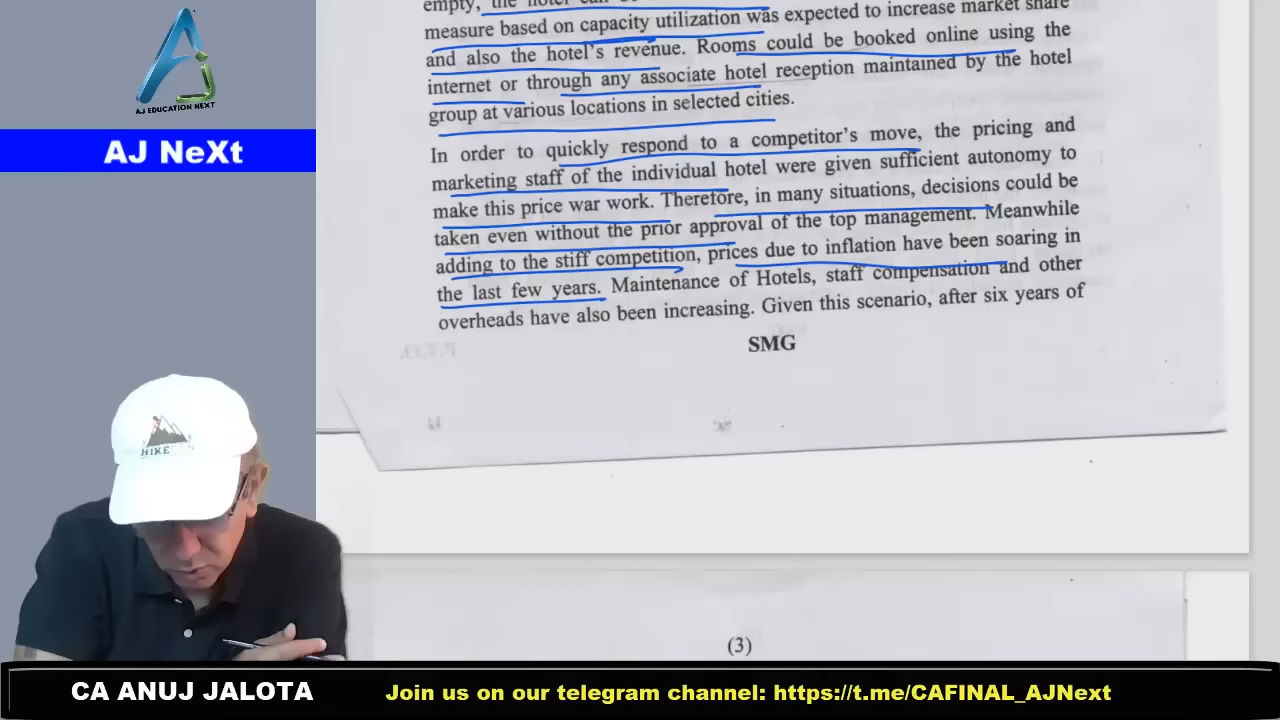 AJ EDUCATION NEXT
AJ NeXt
empty, the hotel can
measure based on capacity utilization was expected to increase market share
and also the hotel's revenue. Rooms could be booked online using the
internet or through any associate hotel reception maintained by the hotel
group at various locations in selected cities.
In order to quickly respond to a competitor's move, the pricing and
marketing staff of the individual hotel were given sufficient autonomy to
make this price war work. Therefore, in many situations, decisions could be
taken even without the prior approval of the top management. Meanwhile
adding to the stiff competition, prices due to inflation have been soaring in
the last few years. Maintenance of Hotels, staff compensation and other
overheads have also been increasing. Given this scenario, after six years of
SMG
(3)
CA ANUJ JALOTA
Join us on our telegram channel: https://t.me/CAFINAL_AJNext